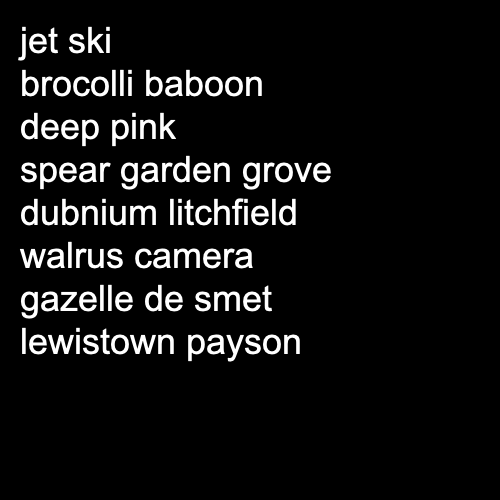 jet ski
brocolli baboon
deep pink
spear garden grove
dubnium litchfield
walrus camera
gazelle de smet
lewistown payson